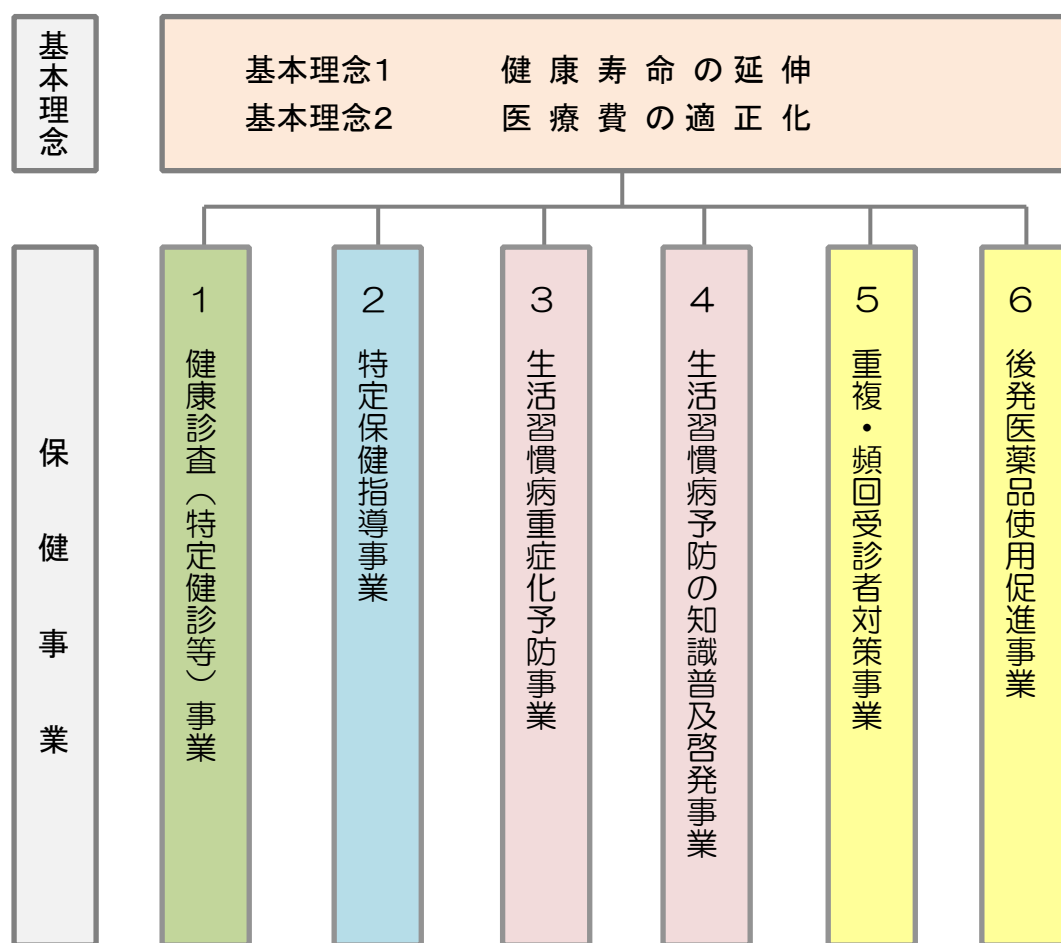 基本理念
基本理念1 健康寿命の延伸
基本理念2 医療費の適正化
保健事業
1 健康診査（特定健診等）事業
2 特定保健指導事業
3 生活習慣病重症化予防事業
4 生活習慣病予防の知識普及啓発事業
5 重複・頻回受診者対策事業
6 後発医薬品使用促進事業